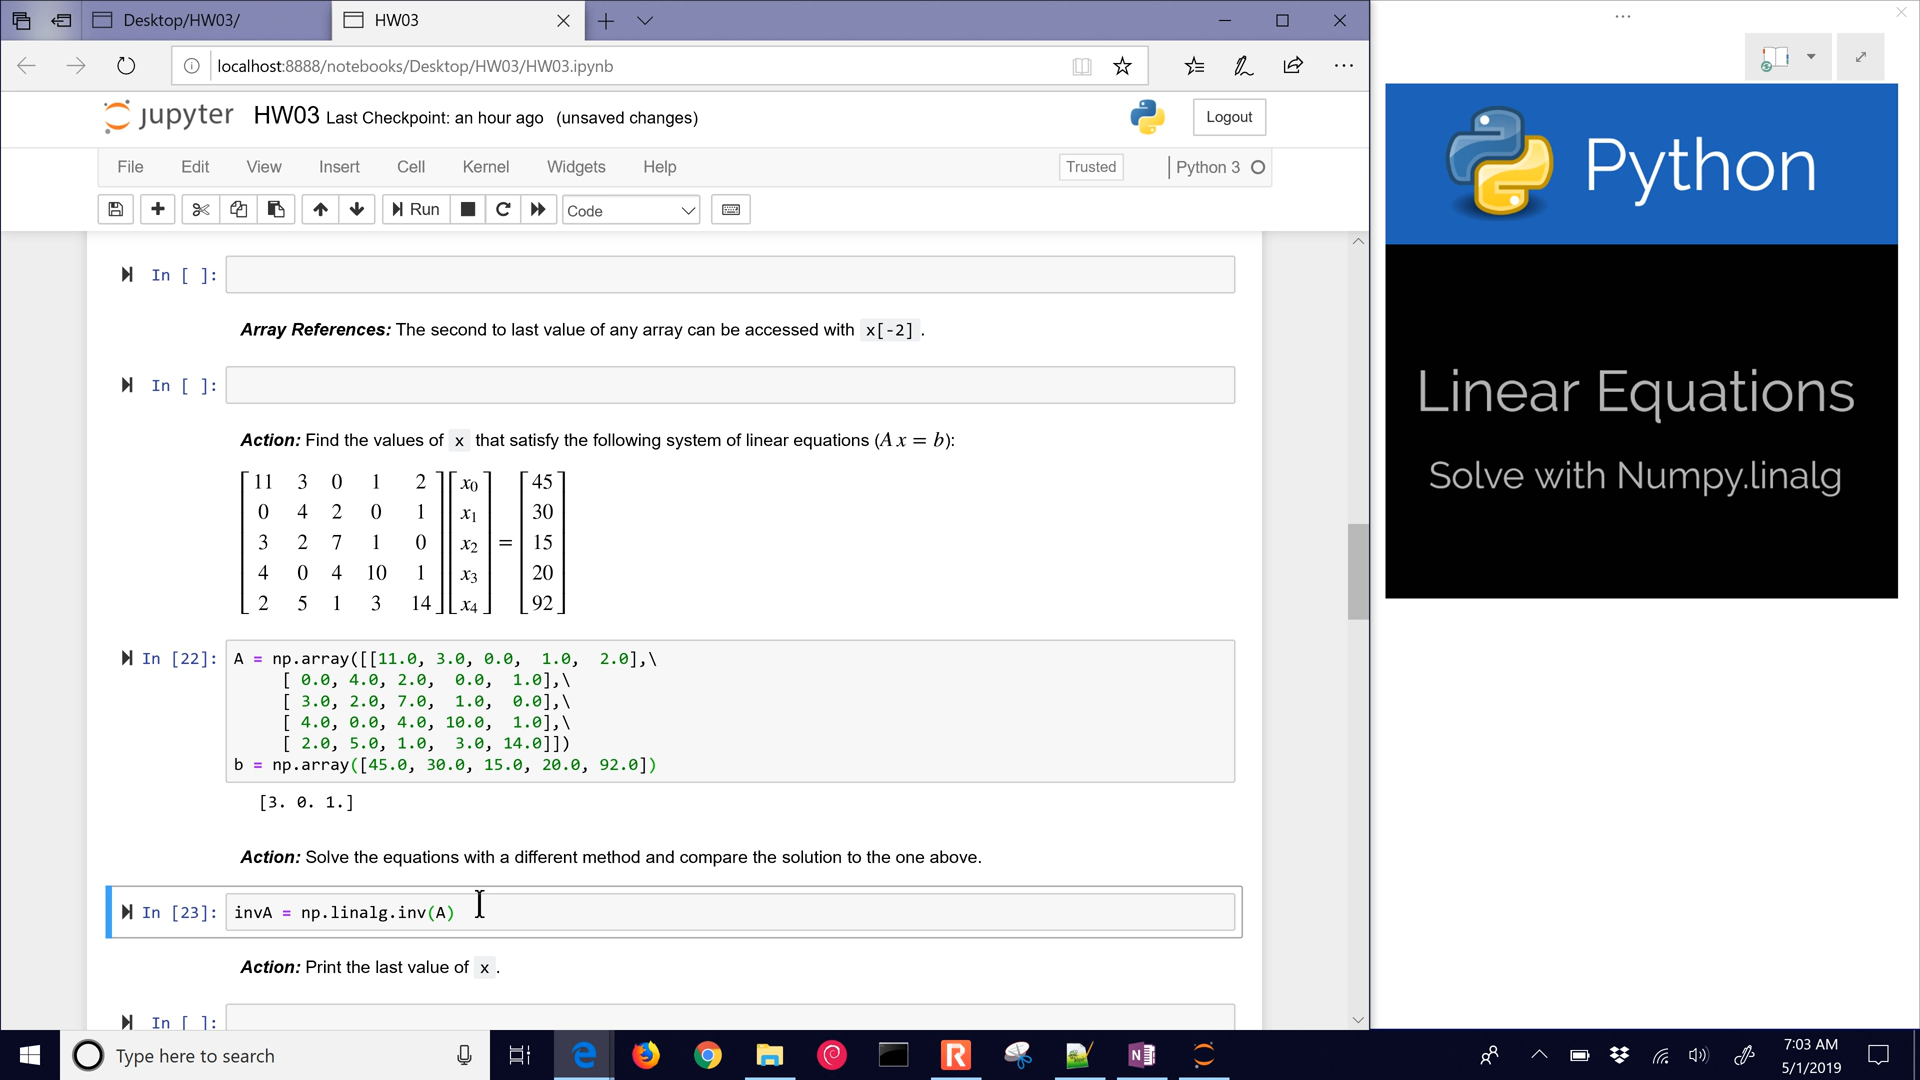 Desktop/HW03/
HW03
localhost:8888/notebooks/Desktop/HW03/HW03.ipynb
jupyter HW03 Last Checkpoint: an hour ago (unsaved changes)
Logout
File Edit View Insert Cell Kernel Widgets Help
Trusted
Python 3
Run
Code
In [ ]:
Array References: The second to last value of any array can be accessed with x[-2] .
In [ ]:
Action: Find the values of x that satisfy the following system of linear equations (A x = b):
11 3 0 1 2 x0 45
0 4 2 0 1 x1 30
3 2 7 1 0 x2 = 15
4 0 4 10 1 x3 20
2 5 1 3 14 x4 92
In [22]: A = np.array([[11.0, 3.0, 0.0, 1.0, 2.0],\
[ 0.0, 4.0, 2.0, 0.0, 1.0],\
[ 3.0, 2.0, 7.0, 1.0, 0.0],\
[ 4.0, 0.0, 4.0, 10.0, 1.0],\
[ 2.0, 5.0, 1.0, 3.0, 14.0]])
b = np.array([45.0, 30.0, 15.0, 20.0, 92.0])
[3. 0. 1.]
Action: Solve the equations with a different method and compare the solution to the one above.
In [23]: invA = np.linalg.inv(A)
Action: Print the last value of x .
In [ ]:
Python
Linear Equations
Solve with Numpy.linalg
Type here to search
7:03 AM
5/1/2019